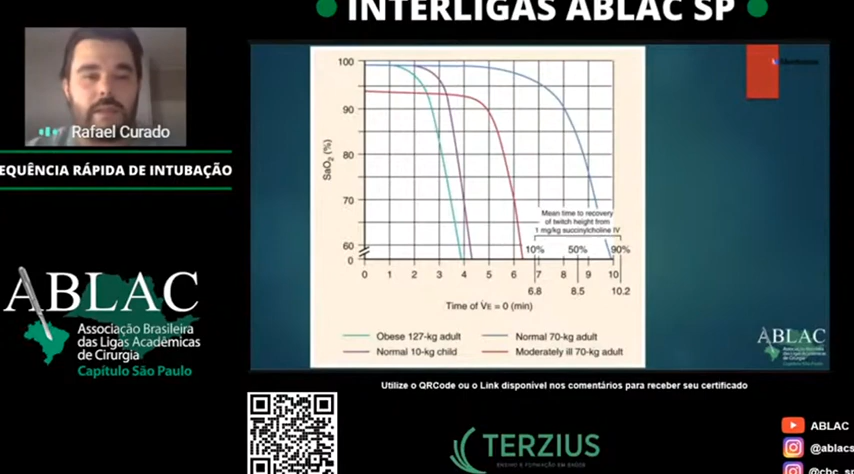 INTERLIGAS ABLAC SP
Rafael Curado
EQUÊNCIA RÁPIDA DE INTUBAÇÃO
ABLAC
Associação Brasileira
das Ligas Acadêmicas
de Cirurgia
Capítulo São Paulo
100
90
80
70
60
0
SaO2 (%)
Mean time to recovery
of twitch height from
1 mg/kg succinylcholine IV
10% 50% 90%
0 1 2 3 4 5 6 7 8 9 10
6.8 8.5 10.2
Time of V̇E = 0 (min)
Obese 127-kg adult
Normal 70-kg adult
Normal 10-kg child
Moderately ill 70-kg adult
ABLAC
Utilize o QRCode ou o Link disponível nos comentários para receber seu certificado
TERZIUS
ENSINO E FORMAÇÃO EM SAÚDE
ABLAC
@ablacs
@cbc_sp